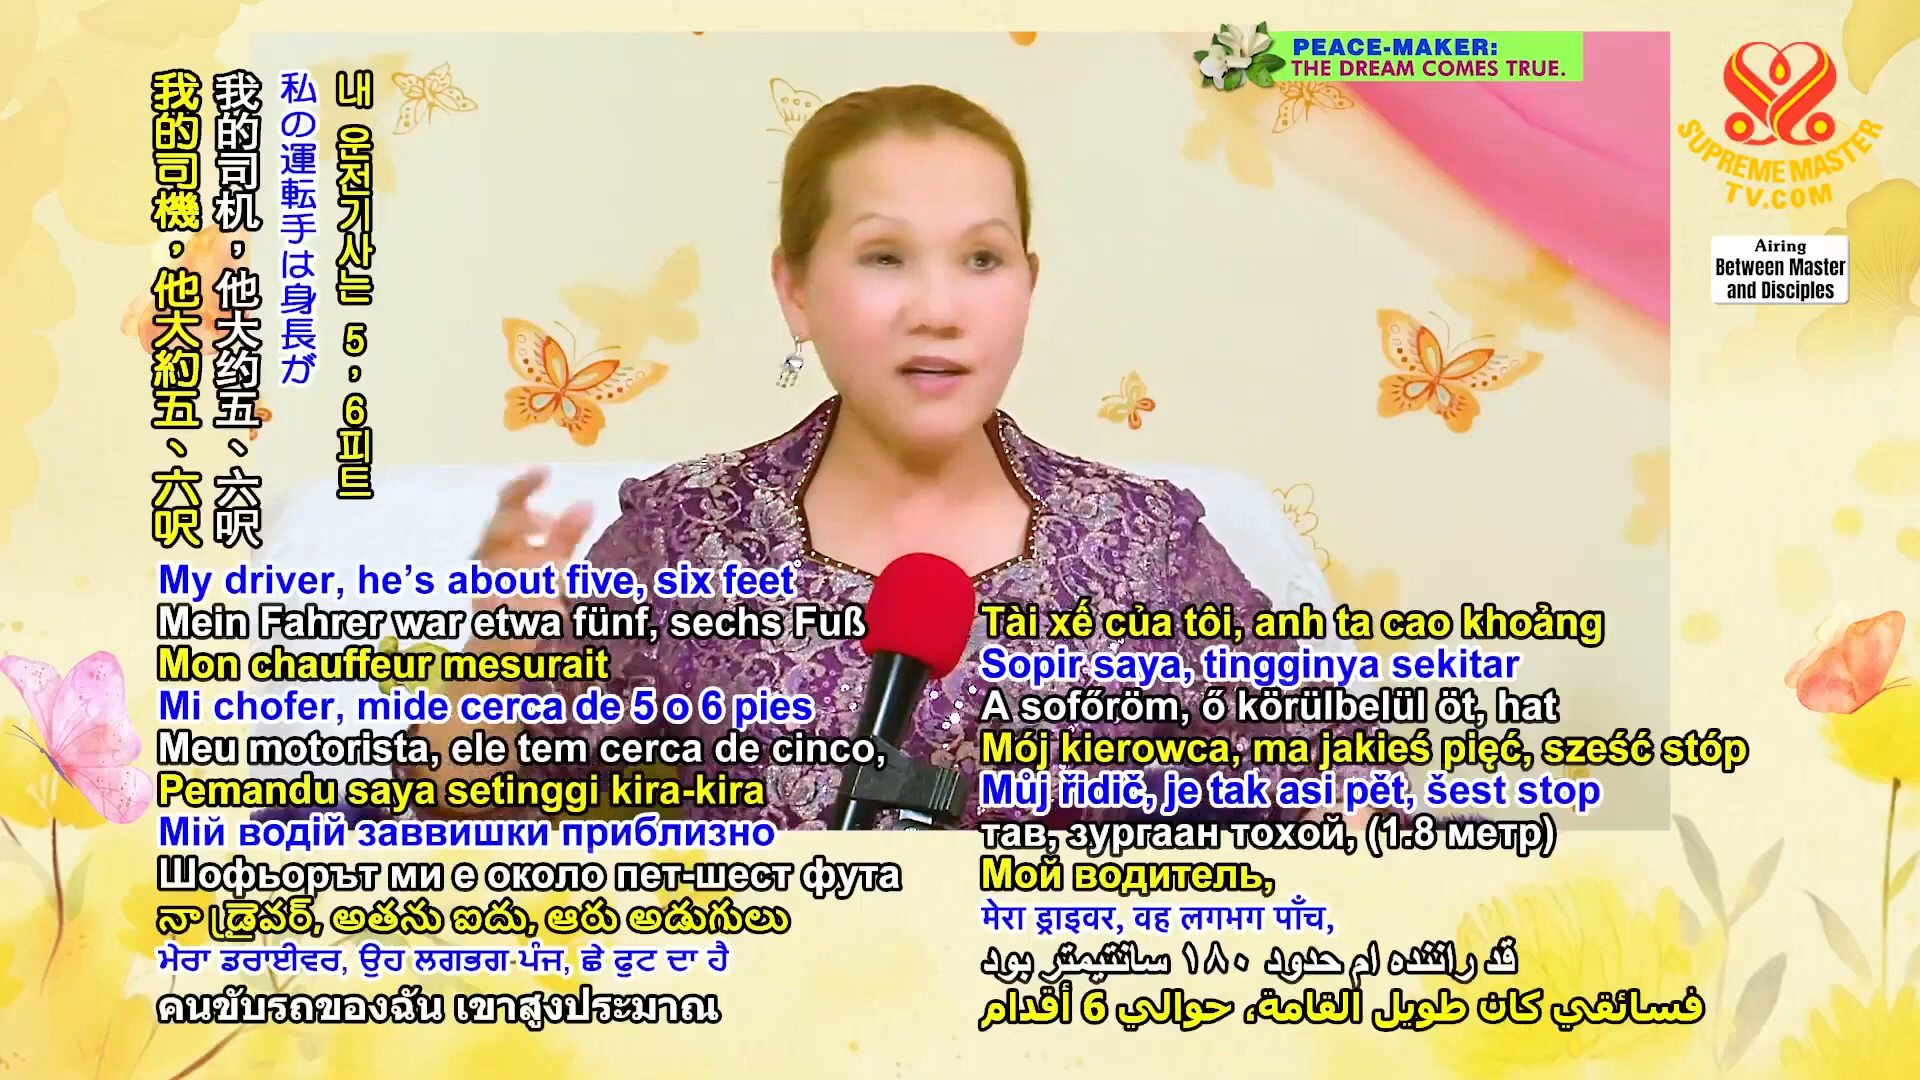 PEACE-MAKER:
THE DREAM COMES TRUE.
SUPREME MASTER
TV.COM
Airing
Between Master
and Disciples
我的司機，他大約五、六呎
我的司机，他大约五、六呎
私の運転手は身長が
내 운전기사는 5, 6피트
My driver, he’s about five, six feet
Mein Fahrer war etwa fünf, sechs Fuß
Mon chauffeur mesurait
Mi chofer, mide cerca de 5 o 6 pies
Meu motorista, ele tem cerca de cinco,
Pemandu saya setinggi kira-kira
Мій водій заввишки приблизно
Шофьорът ми е около пет-шест фута
నా డ్రైవర్, అతను ఐదు, ఆరు అడుగులు
ਮੇਰਾ ਡਰਾਈਵਰ, ਉਹ ਲਗਭਗ ਪੰਜ, ਛੇ ਫੁਟ ਦਾ ਹੈ
คนขับรถของฉัน เขาสูงประมาณ
Tài xế của tôi, anh ta cao khoảng
Sopir saya, tingginya sekitar
A sofőröm, ő körülbelül öt, hat
Mój kierowca, ma jakieś pięć, sześć stóp
Můj řidič, je tak asi pět, šest stop
тав, зургаан тохой, (1.8 метр)
Мой водитель,
मेरा ड्राइवर, वह लगभग पाँच,
قد راننده ام حدود ۱۸۰ سانتیمتر بود
فسائقي كان طويل القامة، حوالي 6 أقدام